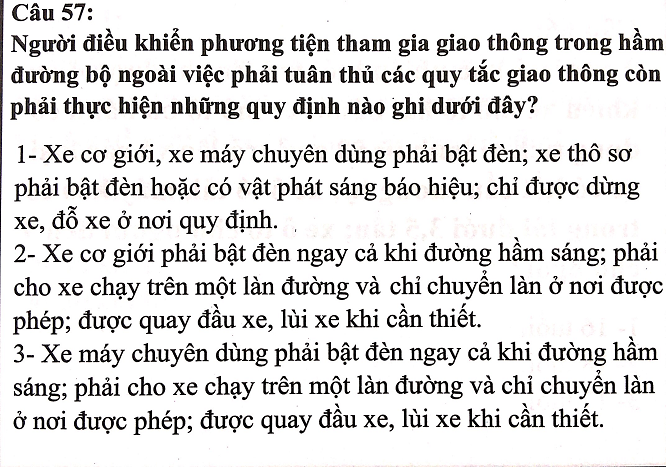 Câu 57:
Người điều khiển phương tiện tham gia giao thông trong hầm
đường bộ ngoài việc phải tuân thủ các quy tắc giao thông còn
phải thực hiện những quy định nào ghi dưới đây?
1- Xe cơ giới, xe máy chuyên dùng phải bật đèn; xe thô sơ
phải bật đèn hoặc có vật phát sáng báo hiệu; chỉ được dừng
xe, đỗ xe ở nơi quy định.
2- Xe cơ giới phải bật đèn ngay cả khi đường hầm sáng; phải
cho xe chạy trên một làn đường và chỉ chuyển làn ở nơi được
phép; được quay đầu xe, lùi xe khi cần thiết.
3- Xe máy chuyên dùng phải bật đèn ngay cả khi đường hầm
sáng; phải cho xe chạy trên một làn đường và chỉ chuyển làn
ở nơi được phép; được quay đầu xe, lùi xe khi cần thiết.